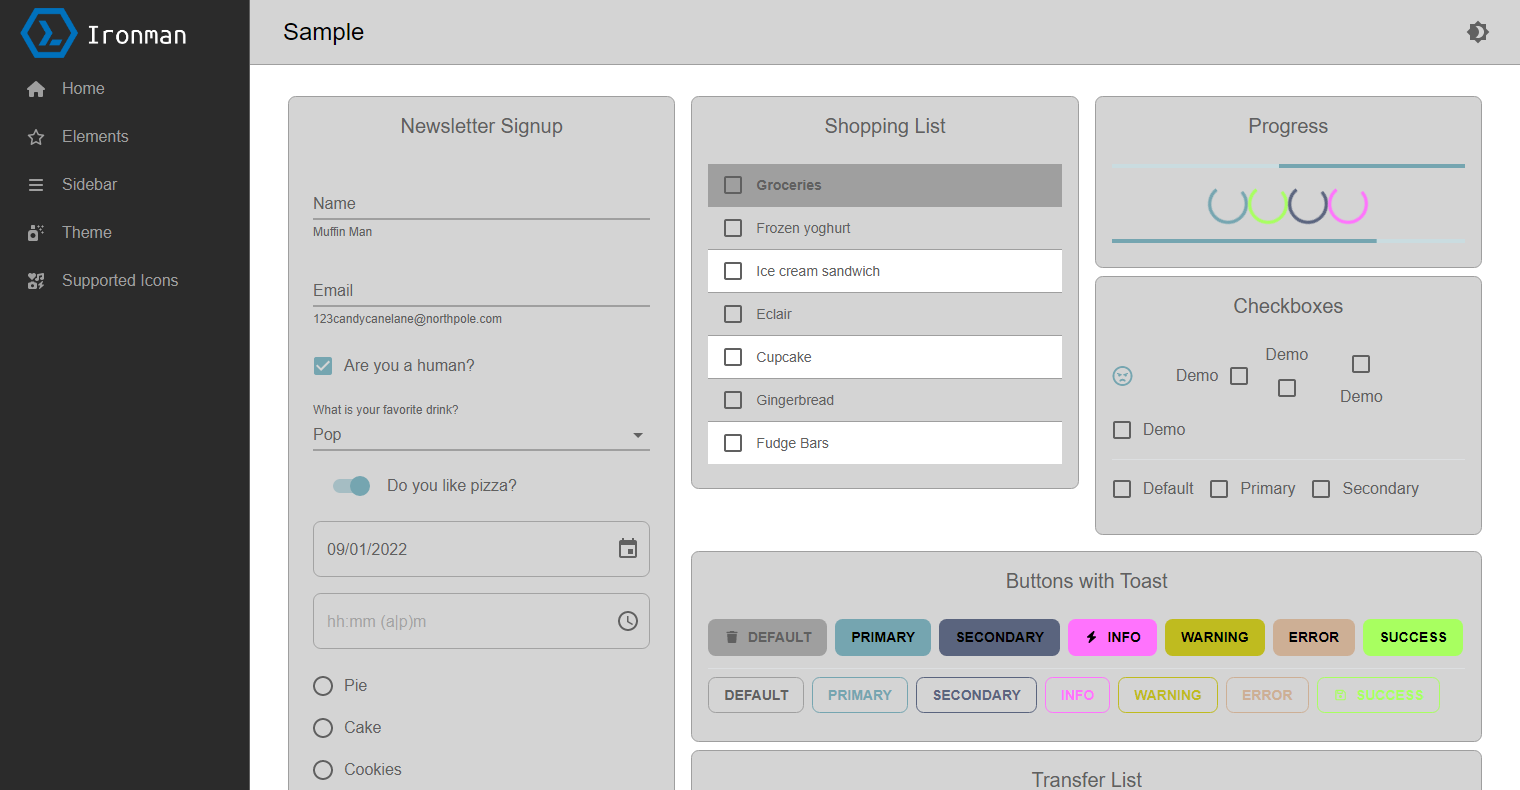 Ironman
Home
Elements
Sidebar
Theme
Supported Icons
Sample
Newsletter Signup
Name
Muffin Man
Email
123candycanelane@northpole.com
Are you a human?
What is your favorite drink?
Pop
Do you like pizza?
09/01/2022
hh:mm (a|p)m
Pie
Cake
Cookies
Shopping List
Groceries
Frozen yoghurt
Ice cream sandwich
Eclair
Cupcake
Gingerbread
Fudge Bars
Progress
Checkboxes
Demo
Demo
Demo
Demo
Default Primary Secondary
Buttons with Toast
DEFAULT PRIMARY SECONDARY INFO WARNING ERROR SUCCESS
DEFAULT PRIMARY SECONDARY INFO WARNING ERROR SUCCESS
Transfer List